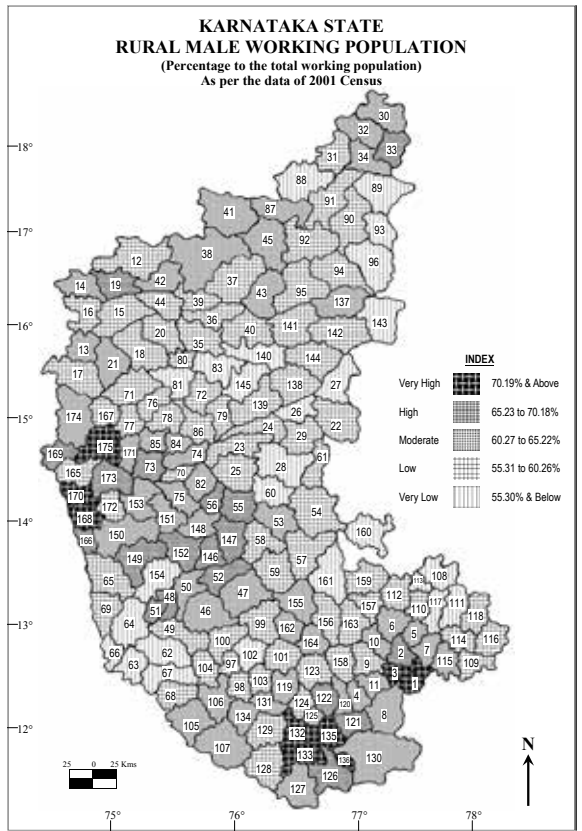 KARNATAKA STATE
RURAL MALE WORKING POPULATION
(Percentage to the total working population)
As per the data of 2001 Census
30
32
18°
33
31 34
88 89
91
41 87 90
17° 93
45 92
38 96
12 94
37
42
14 19 95
43 137
44 39
16 15 143
36
16° 141
20 40 142
35
13 18 140 144
21 80 83
17
81 145 138 27
72
71
76 139
174 167 79 26
15° 78 22
77 24
86 29
175 85 84 23
169 171 74 61
73 28
165 173 70 25
82
170 75 60
172 153 56 55 54
14° 168 151 53
148 160
166 150 147 58
152 57
149 146
154 59 161 159 113 108
65 52
50 112
48 47 157 110 117 111
69 51 155 118
46
13° 64 49 99 156 163 6
162 5 114 116
100 10
66 62 164 2 7
102 101 115 109
63 104 97 158 9
67 123 3
103 11 1
68 98 119
106 131 124 122 4
120
125 8
105 134 121
12° 129 132 135
107 133
136 130
128 126
127
INDEX
Very High 70.19% & Above
High 65.23 to 70.18%
Moderate 60.27 to 65.22%
Low 55.31 to 60.26%
Very Low 55.30% & Below
25 0 25 Kms
N
75° 76° 77° 78°